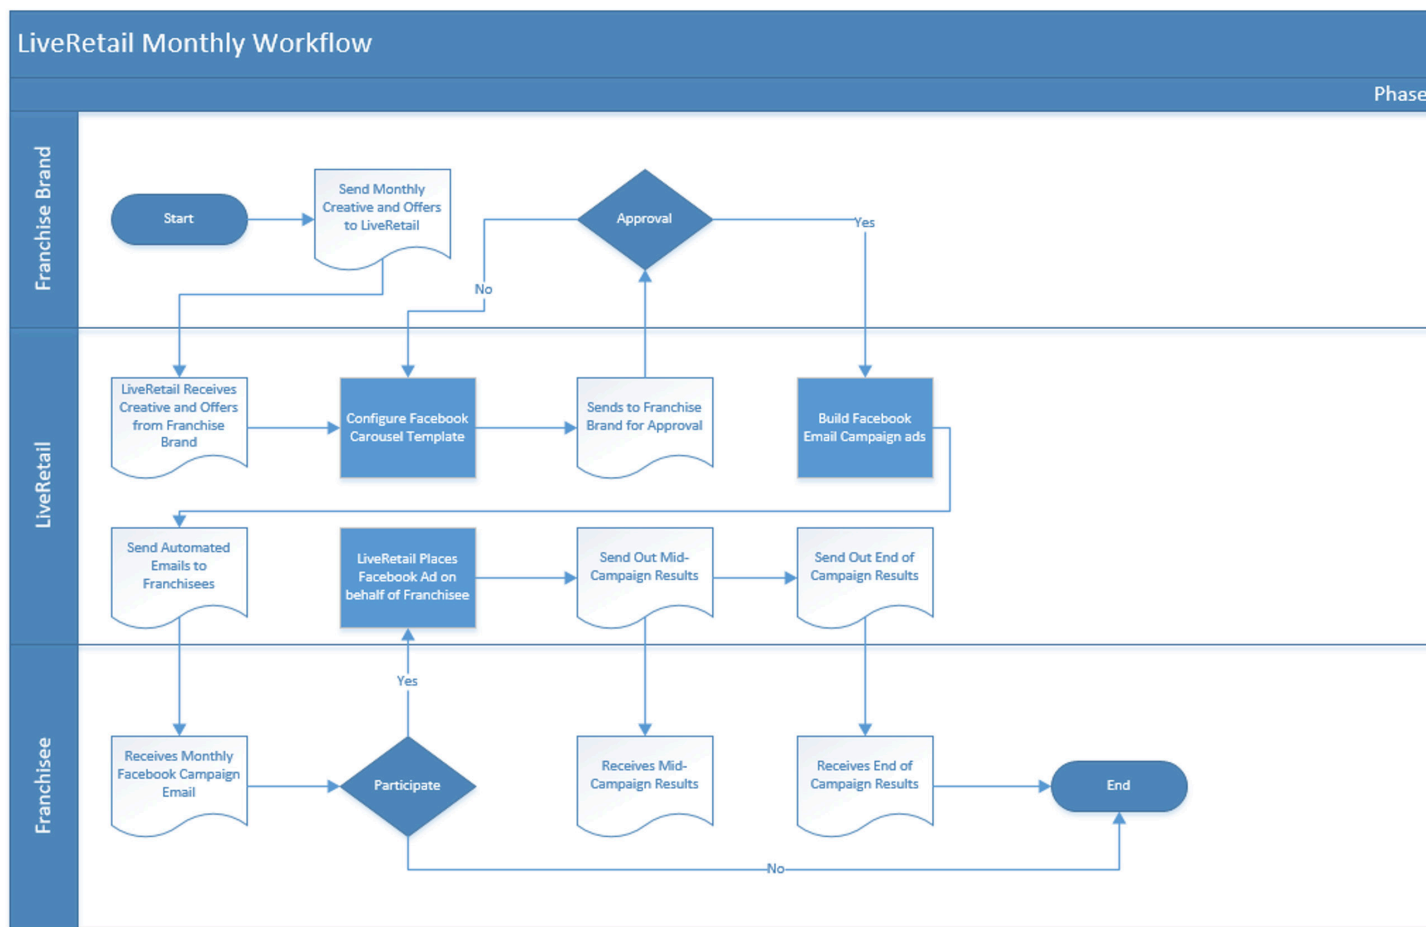 LiveRetail Monthly Workflow
Phase
Franchise Brand
Start
Send Monthly
Creative and Offers
to LiveRetail
Approval
Yes
No
LiveRetail
LiveRetail Receives
Creative and Offers
from Franchise
Brand
Configure Facebook
Carousel Template
Sends to Franchise
Brand for Approval
Build Facebook
Email Campaign ads
Send Automated
Emails to
Franchisees
LiveRetail Places
Facebook Ad on
behalf of Franchisee
Send Out Mid-
Campaign Results
Send Out End of
Campaign Results
Franchisee
Yes
Receives Monthly
Facebook Campaign
Email
Participate
Receives Mid-
Campaign Results
Receives End of
Campaign Results
End
No